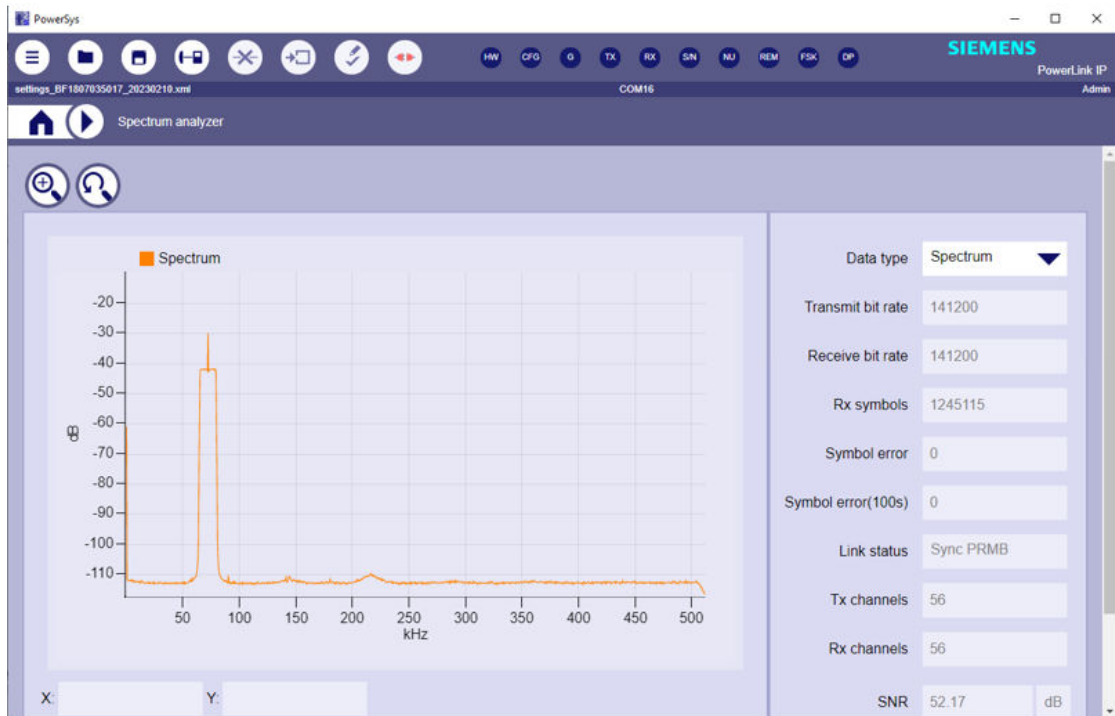 PowerSys
HW CFG G TX RX S/N NU REM FSK DP
SIEMENS
PowerLink IP
settings_BF1807035017_20230210.xml COM16 Admin
Spectrum analyzer
Spectrum
-20
-30
-40
-50
-60
-70
-80
-90
-100
-110
dB
50 100 150 200 250 300 350 400 450 500
kHz
X: Y:
Data type Spectrum
Transmit bit rate 141200
Receive bit rate 141200
Rx symbols 1245115
Symbol error 0
Symbol error(100s) 0
Link status Sync PRMB
Tx channels 56
Rx channels 56
SNR 52.17 dB